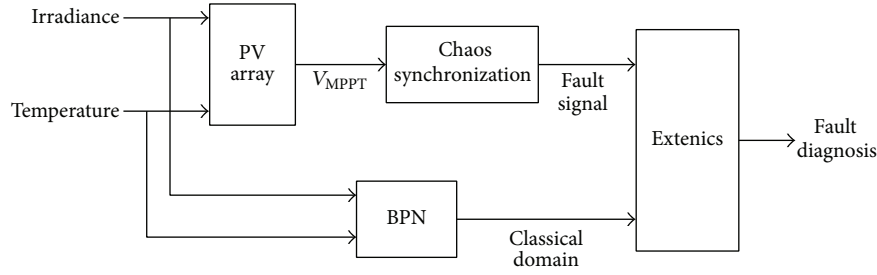 Irradiance
Temperature
PV
array
V_MPPT
Chaos
synchronization
Fault
signal
BPN
Classical
domain
Extenics
Fault
diagnosis